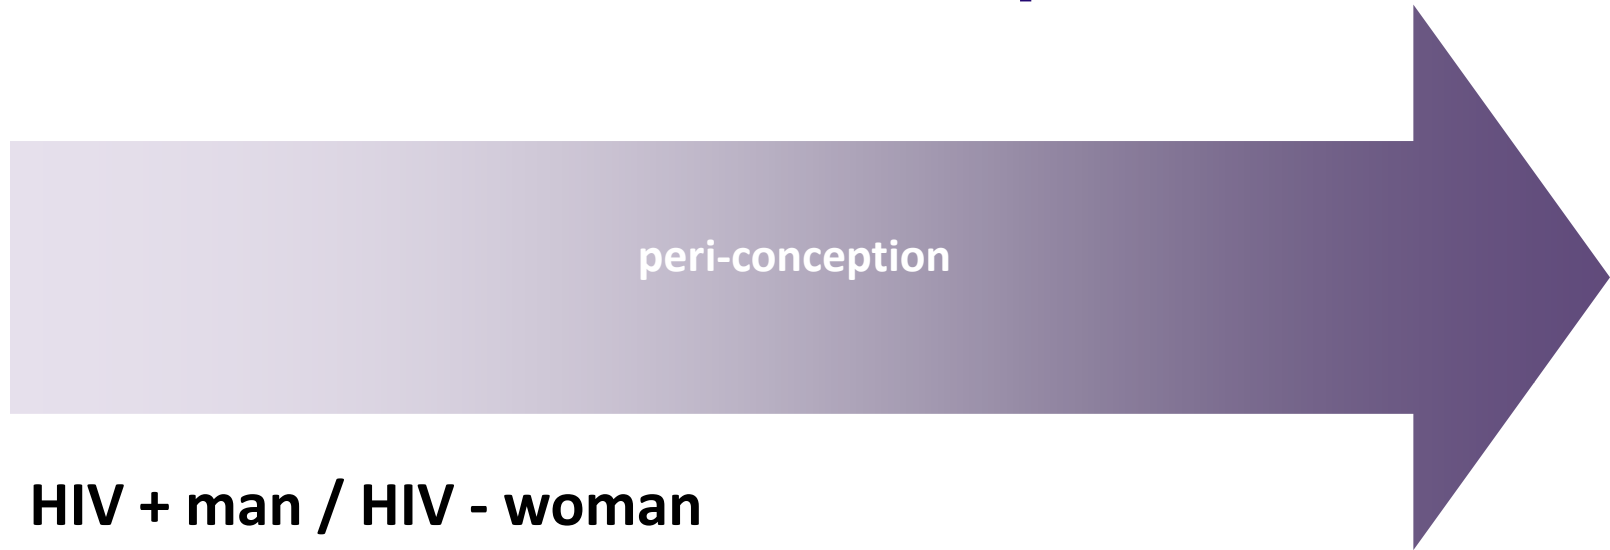 peri-conception
HIV + man / HIV - woman